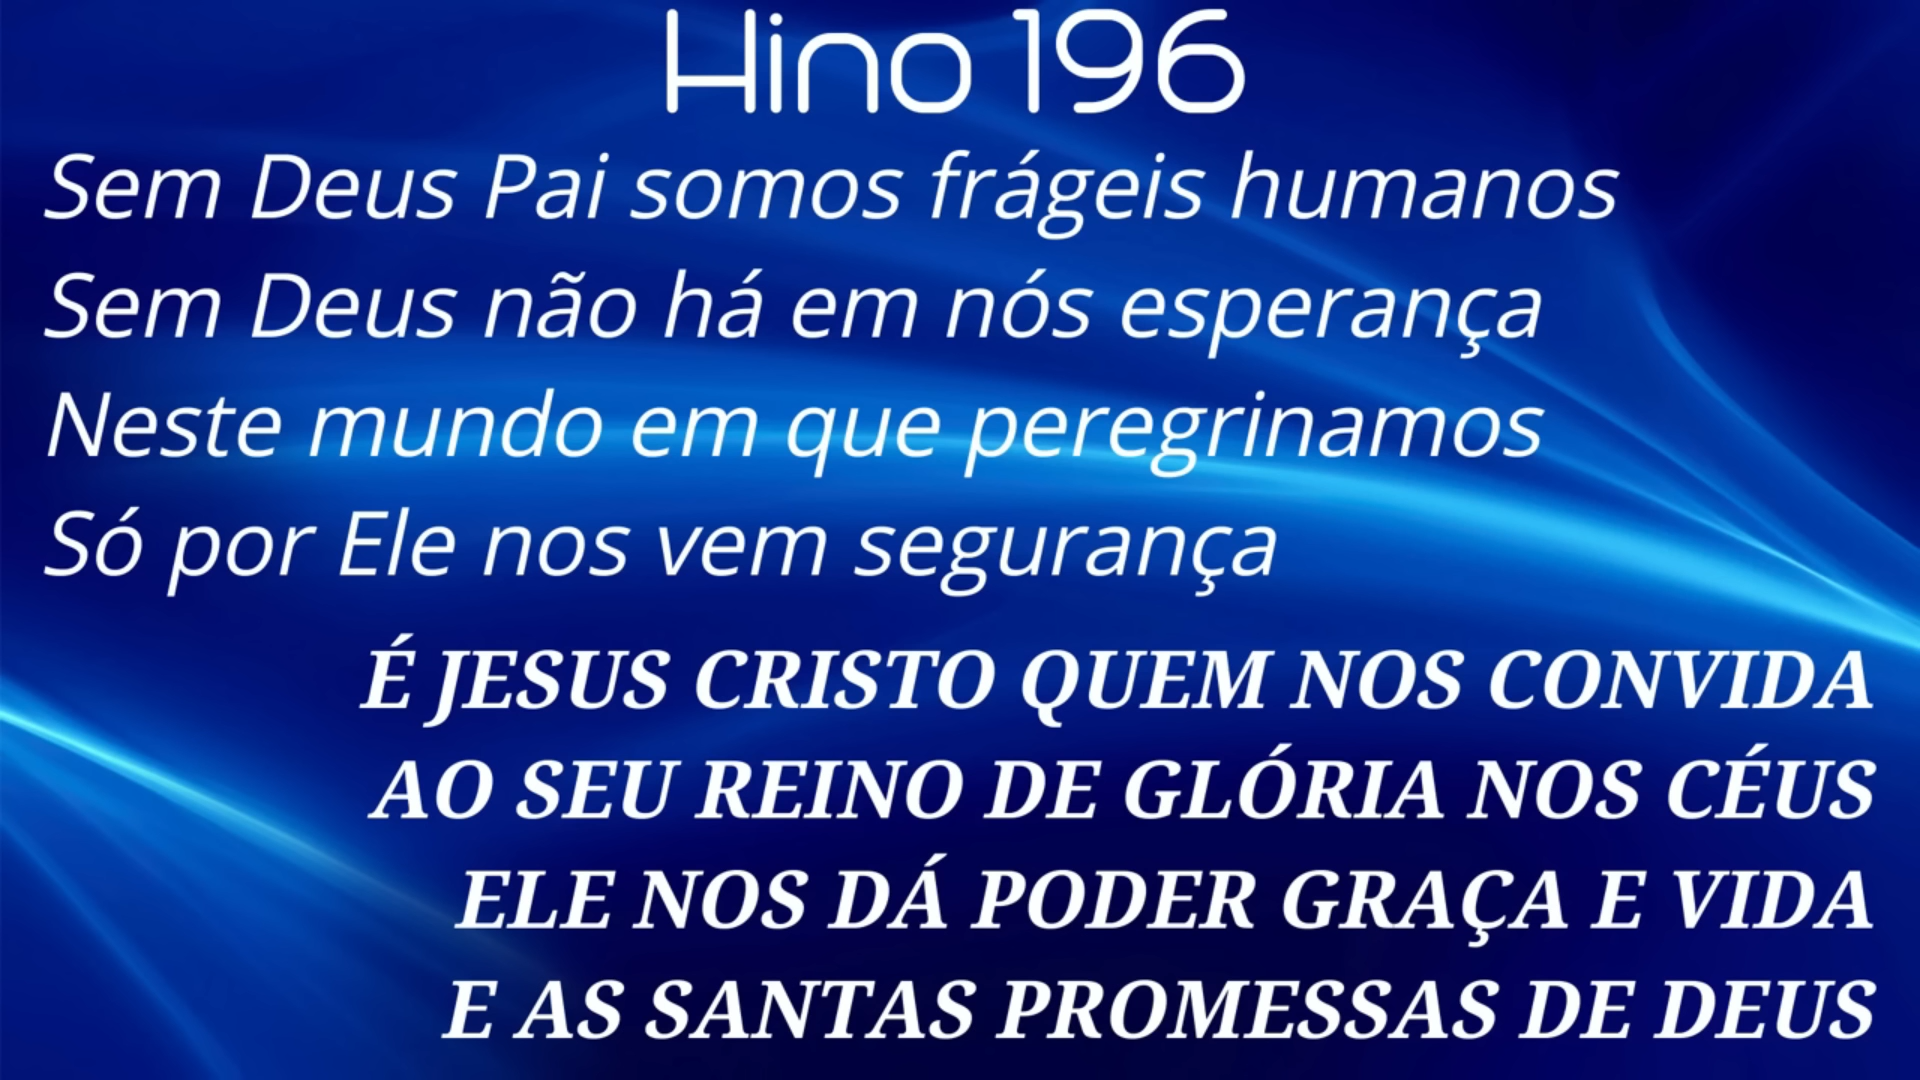 Hino 196
Sem Deus Pai somos frágeis humanos
Sem Deus não há em nós esperança
Neste mundo em que peregrinamos
Só por Ele nos vem segurança
É JESUS CRISTO QUEM NOS CONVIDA
AO SEU REINO DE GLÓRIA NOS CÉUS
ELE NOS DÁ PODER GRAÇA E VIDA
E AS SANTAS PROMESSAS DE DEUS